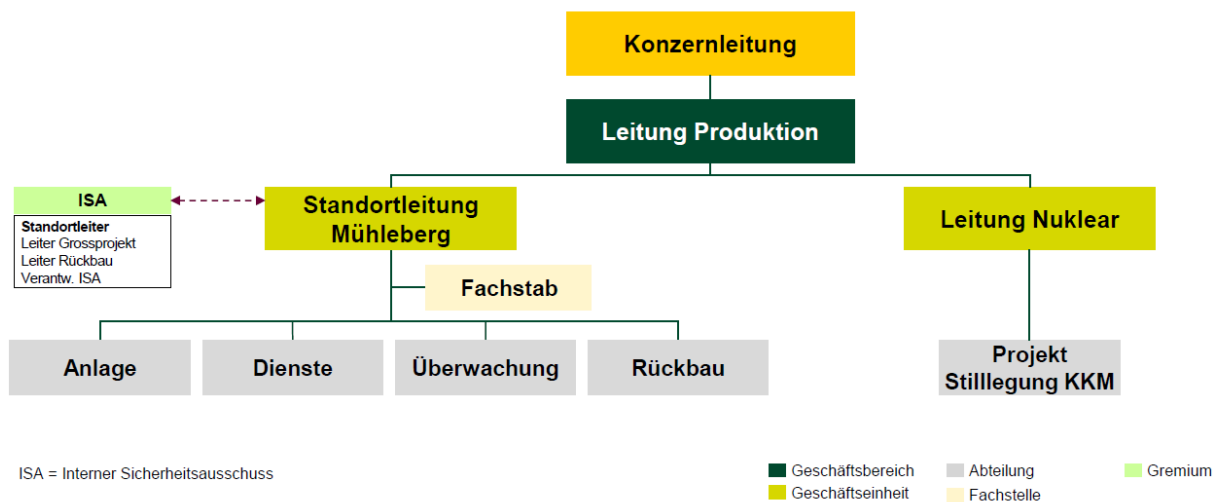 Konzernleitung
Leitung Produktion
ISA
Standortleiter
Leiter Grossprojekt
Leiter Rückbau
Verantw. ISA
Standortleitung
Mühleberg
Leitung Nuklear
Fachstab
Anlage
Dienste
Überwachung
Rückbau
Projekt
Stilllegung KKM
ISA = Interner Sicherheitsausschuss
Geschäftsbereich
Abteilung
Gremium
Geschäftseinheit
Fachstelle